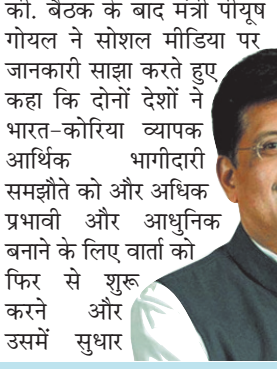 की. बैठक के बाद मंत्री पीयूष
गोयल ने सोशल मीडिया पर
जानकारी साझा करते हुए
कहा कि दोनों देशों ने
भारत-कोरिया व्यापक
आर्थिक भागीदारी
समझौते को और अधिक
प्रभावी और आधुनिक
बनाने के लिए वार्ता को
फिर से शुरू
करने और
उसमें सुधार